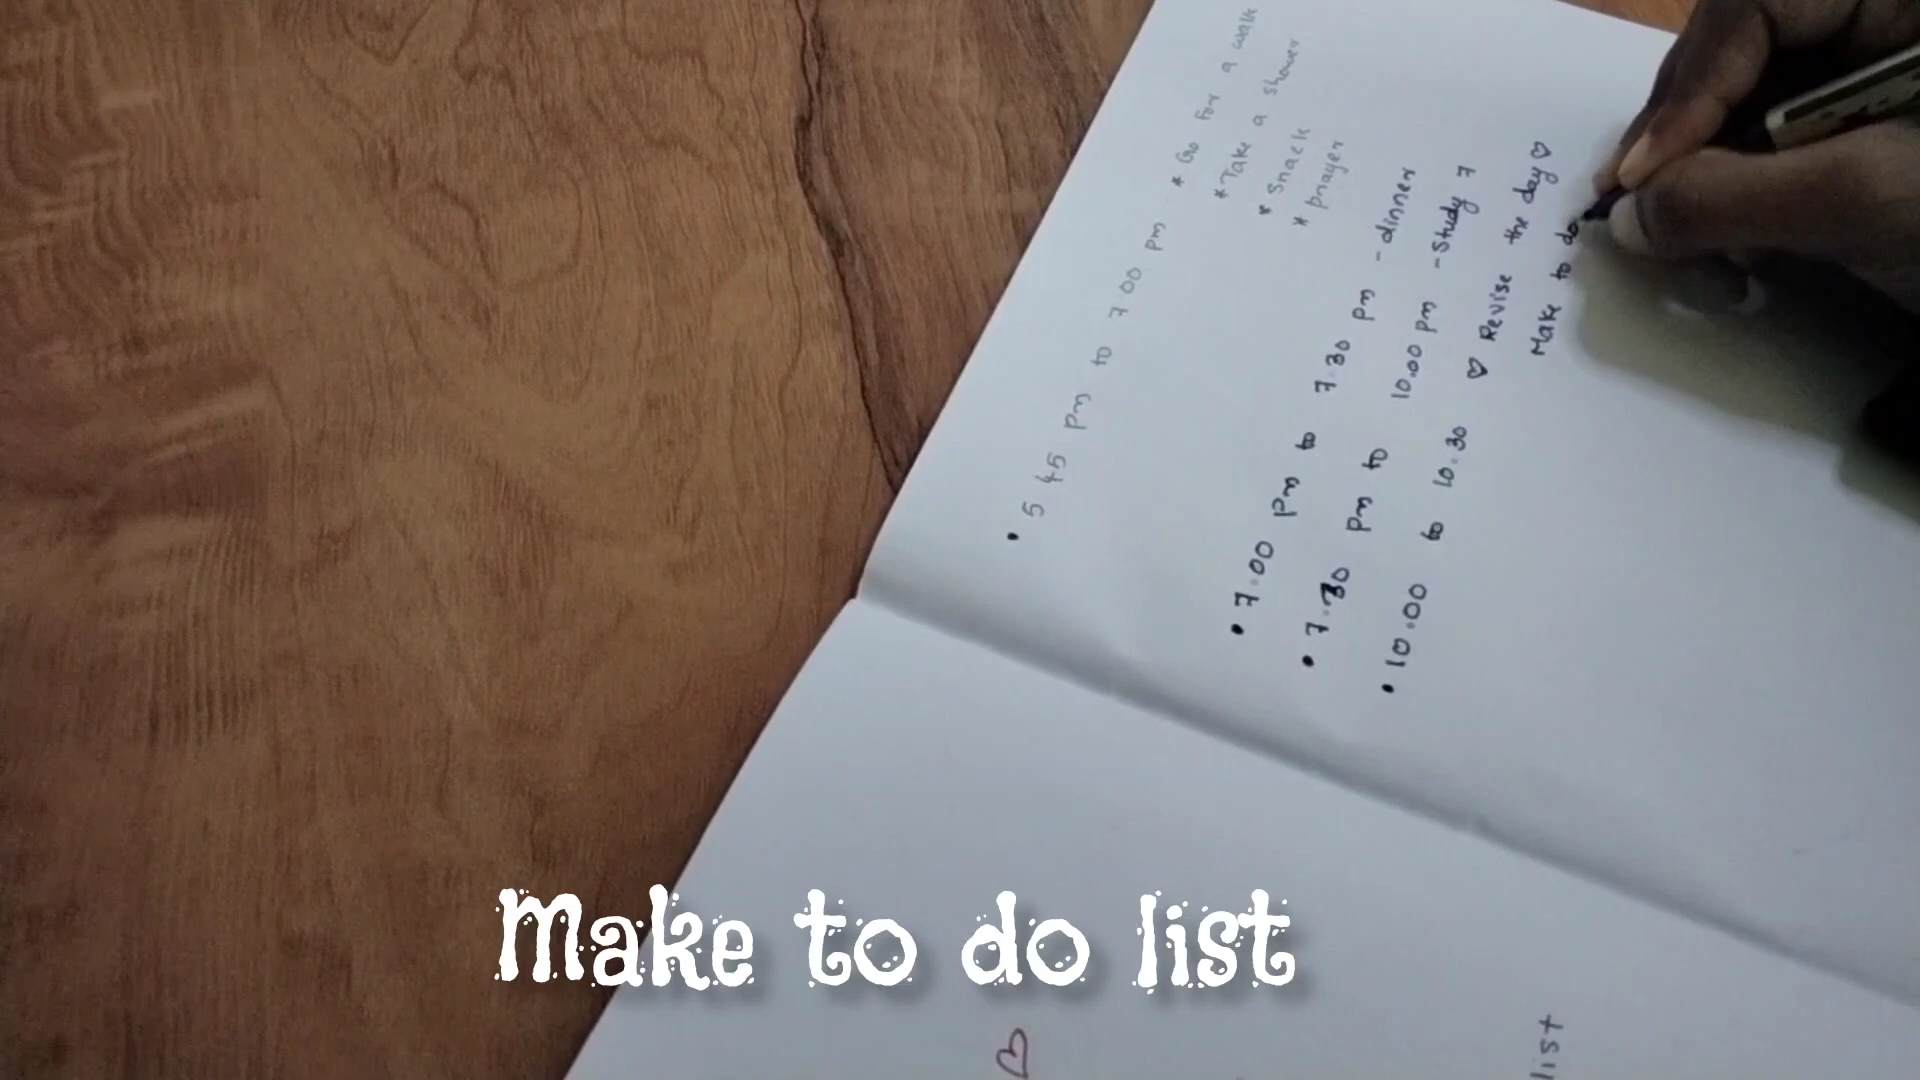 • 5 45 pm to 7.00 pm * Go for a walk
* Take a shower
* snack
* prayer
• 7.00 pm to 7.30 pm - dinner
• 7.30 pm to 10.00 pm - Study 7
• 10.00 to 10.30 ♡ Revise the day ♡
Make to do
list
Make to do list